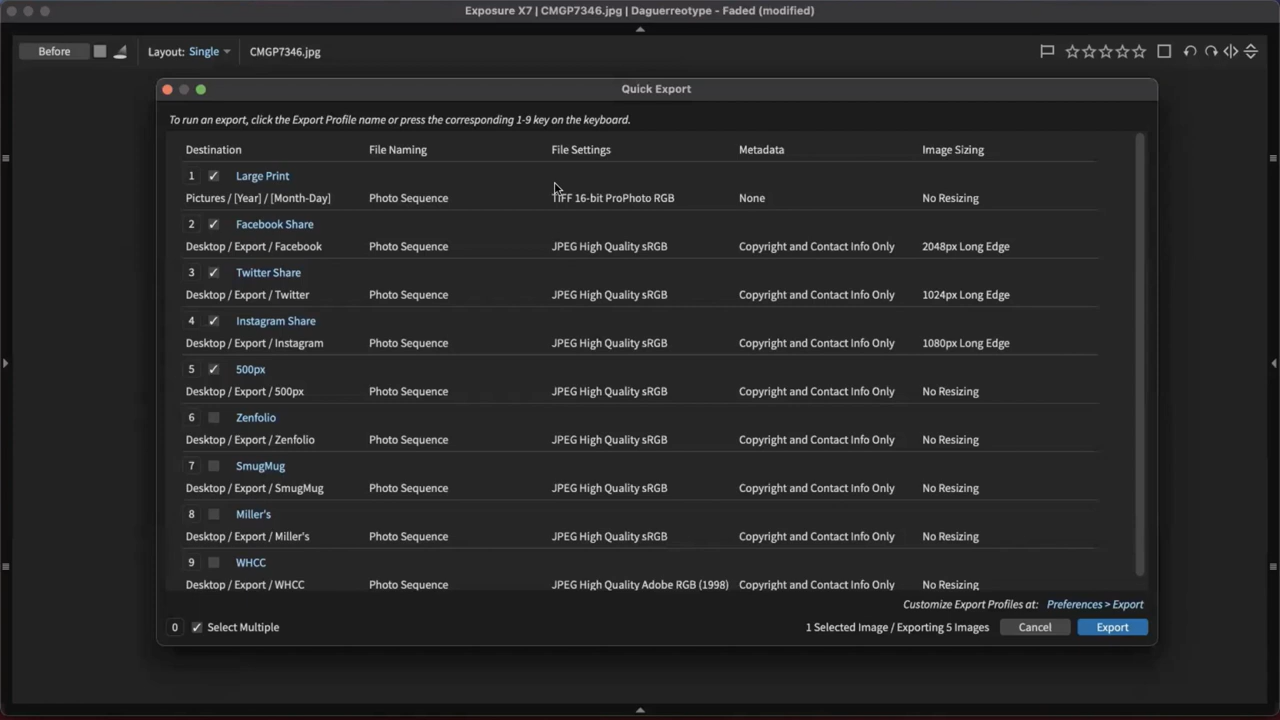 Exposure X7 | CMGP7346.jpg | Daguerreotype - Faded (modified)
Before Layout: Single CMGP7346.jpg
Quick Export
To run an export, click the Export Profile name or press the corresponding 1-9 key on the keyboard.
Destination File Naming File Settings Metadata Image Sizing
1 Large Print
Pictures / [Year] / [Month-Day] Photo Sequence TIFF 16-bit ProPhoto RGB None No Resizing
2 Facebook Share
Desktop / Export / Facebook Photo Sequence JPEG High Quality sRGB Copyright and Contact Info Only 2048px Long Edge
3 Twitter Share
Desktop / Export / Twitter Photo Sequence JPEG High Quality sRGB Copyright and Contact Info Only 1024px Long Edge
4 Instagram Share
Desktop / Export / Instagram Photo Sequence JPEG High Quality sRGB Copyright and Contact Info Only 1080px Long Edge
5 500px
Desktop / Export / 500px Photo Sequence JPEG High Quality sRGB Copyright and Contact Info Only No Resizing
6 Zenfolio
Desktop / Export / Zenfolio Photo Sequence JPEG High Quality sRGB Copyright and Contact Info Only No Resizing
7 SmugMug
Desktop / Export / SmugMug Photo Sequence JPEG High Quality sRGB Copyright and Contact Info Only No Resizing
8 Miller's
Desktop / Export / Miller's Photo Sequence JPEG High Quality sRGB Copyright and Contact Info Only No Resizing
9 WHCC
Desktop / Export / WHCC Photo Sequence JPEG High Quality Adobe RGB (1998) Copyright and Contact Info Only No Resizing
Customize Export Profiles at: Preferences > Export
0 Select Multiple 1 Selected Image / Exporting 5 Images Cancel Export